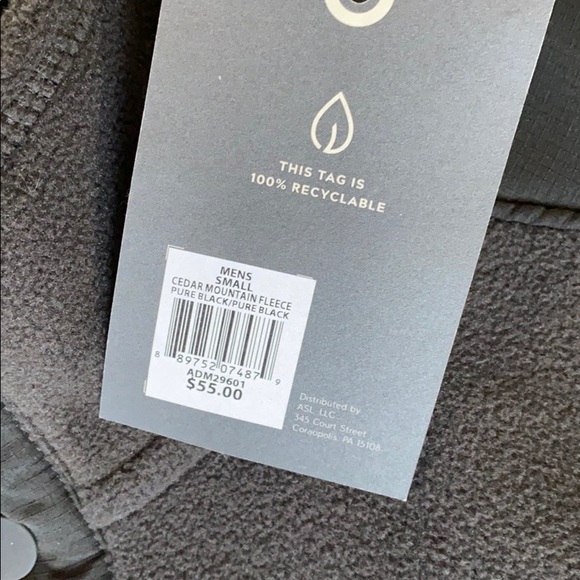 THIS TAG IS
100% RECYCLABLE
MENS
SMALL
CEDAR MOUNTAIN FLEECE
PURE BLACK/PURE BLACK
8 89752 07487 9
ADM29601
$55.00
Distributed by
ASI, LLC
345 Court Street
Coraopolis, PA 15108